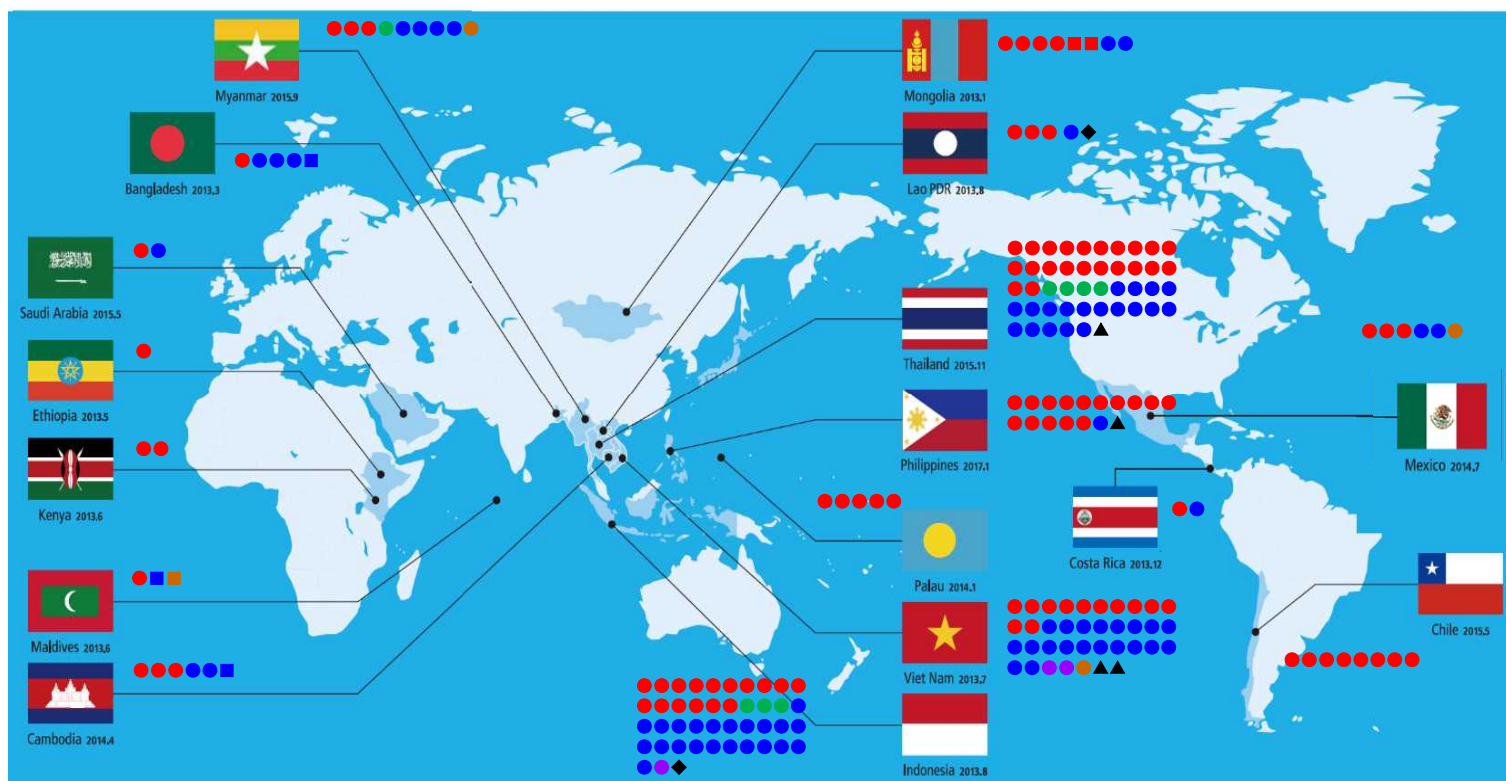 Myanmar 2015.9
Mongolia 2013.1
Bangladesh 2013.3
Lao PDR 2013.8
Saudi Arabia 2015.5
Thailand 2015.11
Ethiopia 2013.5
Philippines 2017.1
Mexico 2014.7
Kenya 2013.6
Costa Rica 2013.12
Palau 2014.1
Chile 2015.5
Maldives 2013.6
Viet Nam 2013.7
Cambodia 2014.4
Indonesia 2013.8